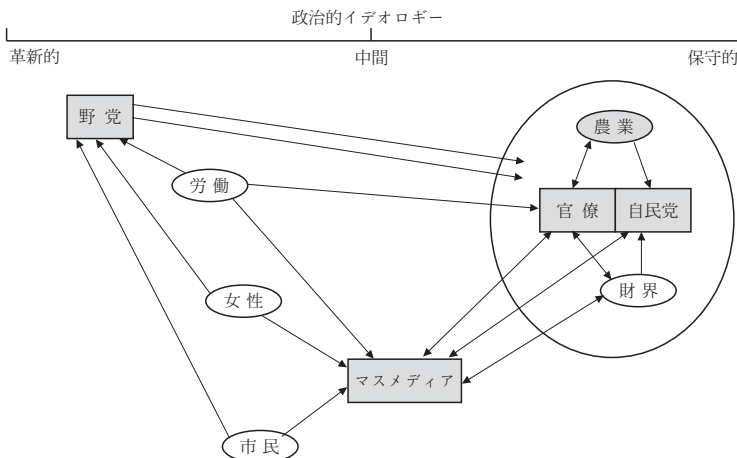 政治的イデオロギー
革新的
中間
保守的
野党
農業
労働
官僚
自民党
女性
財界
マスメディア
市民